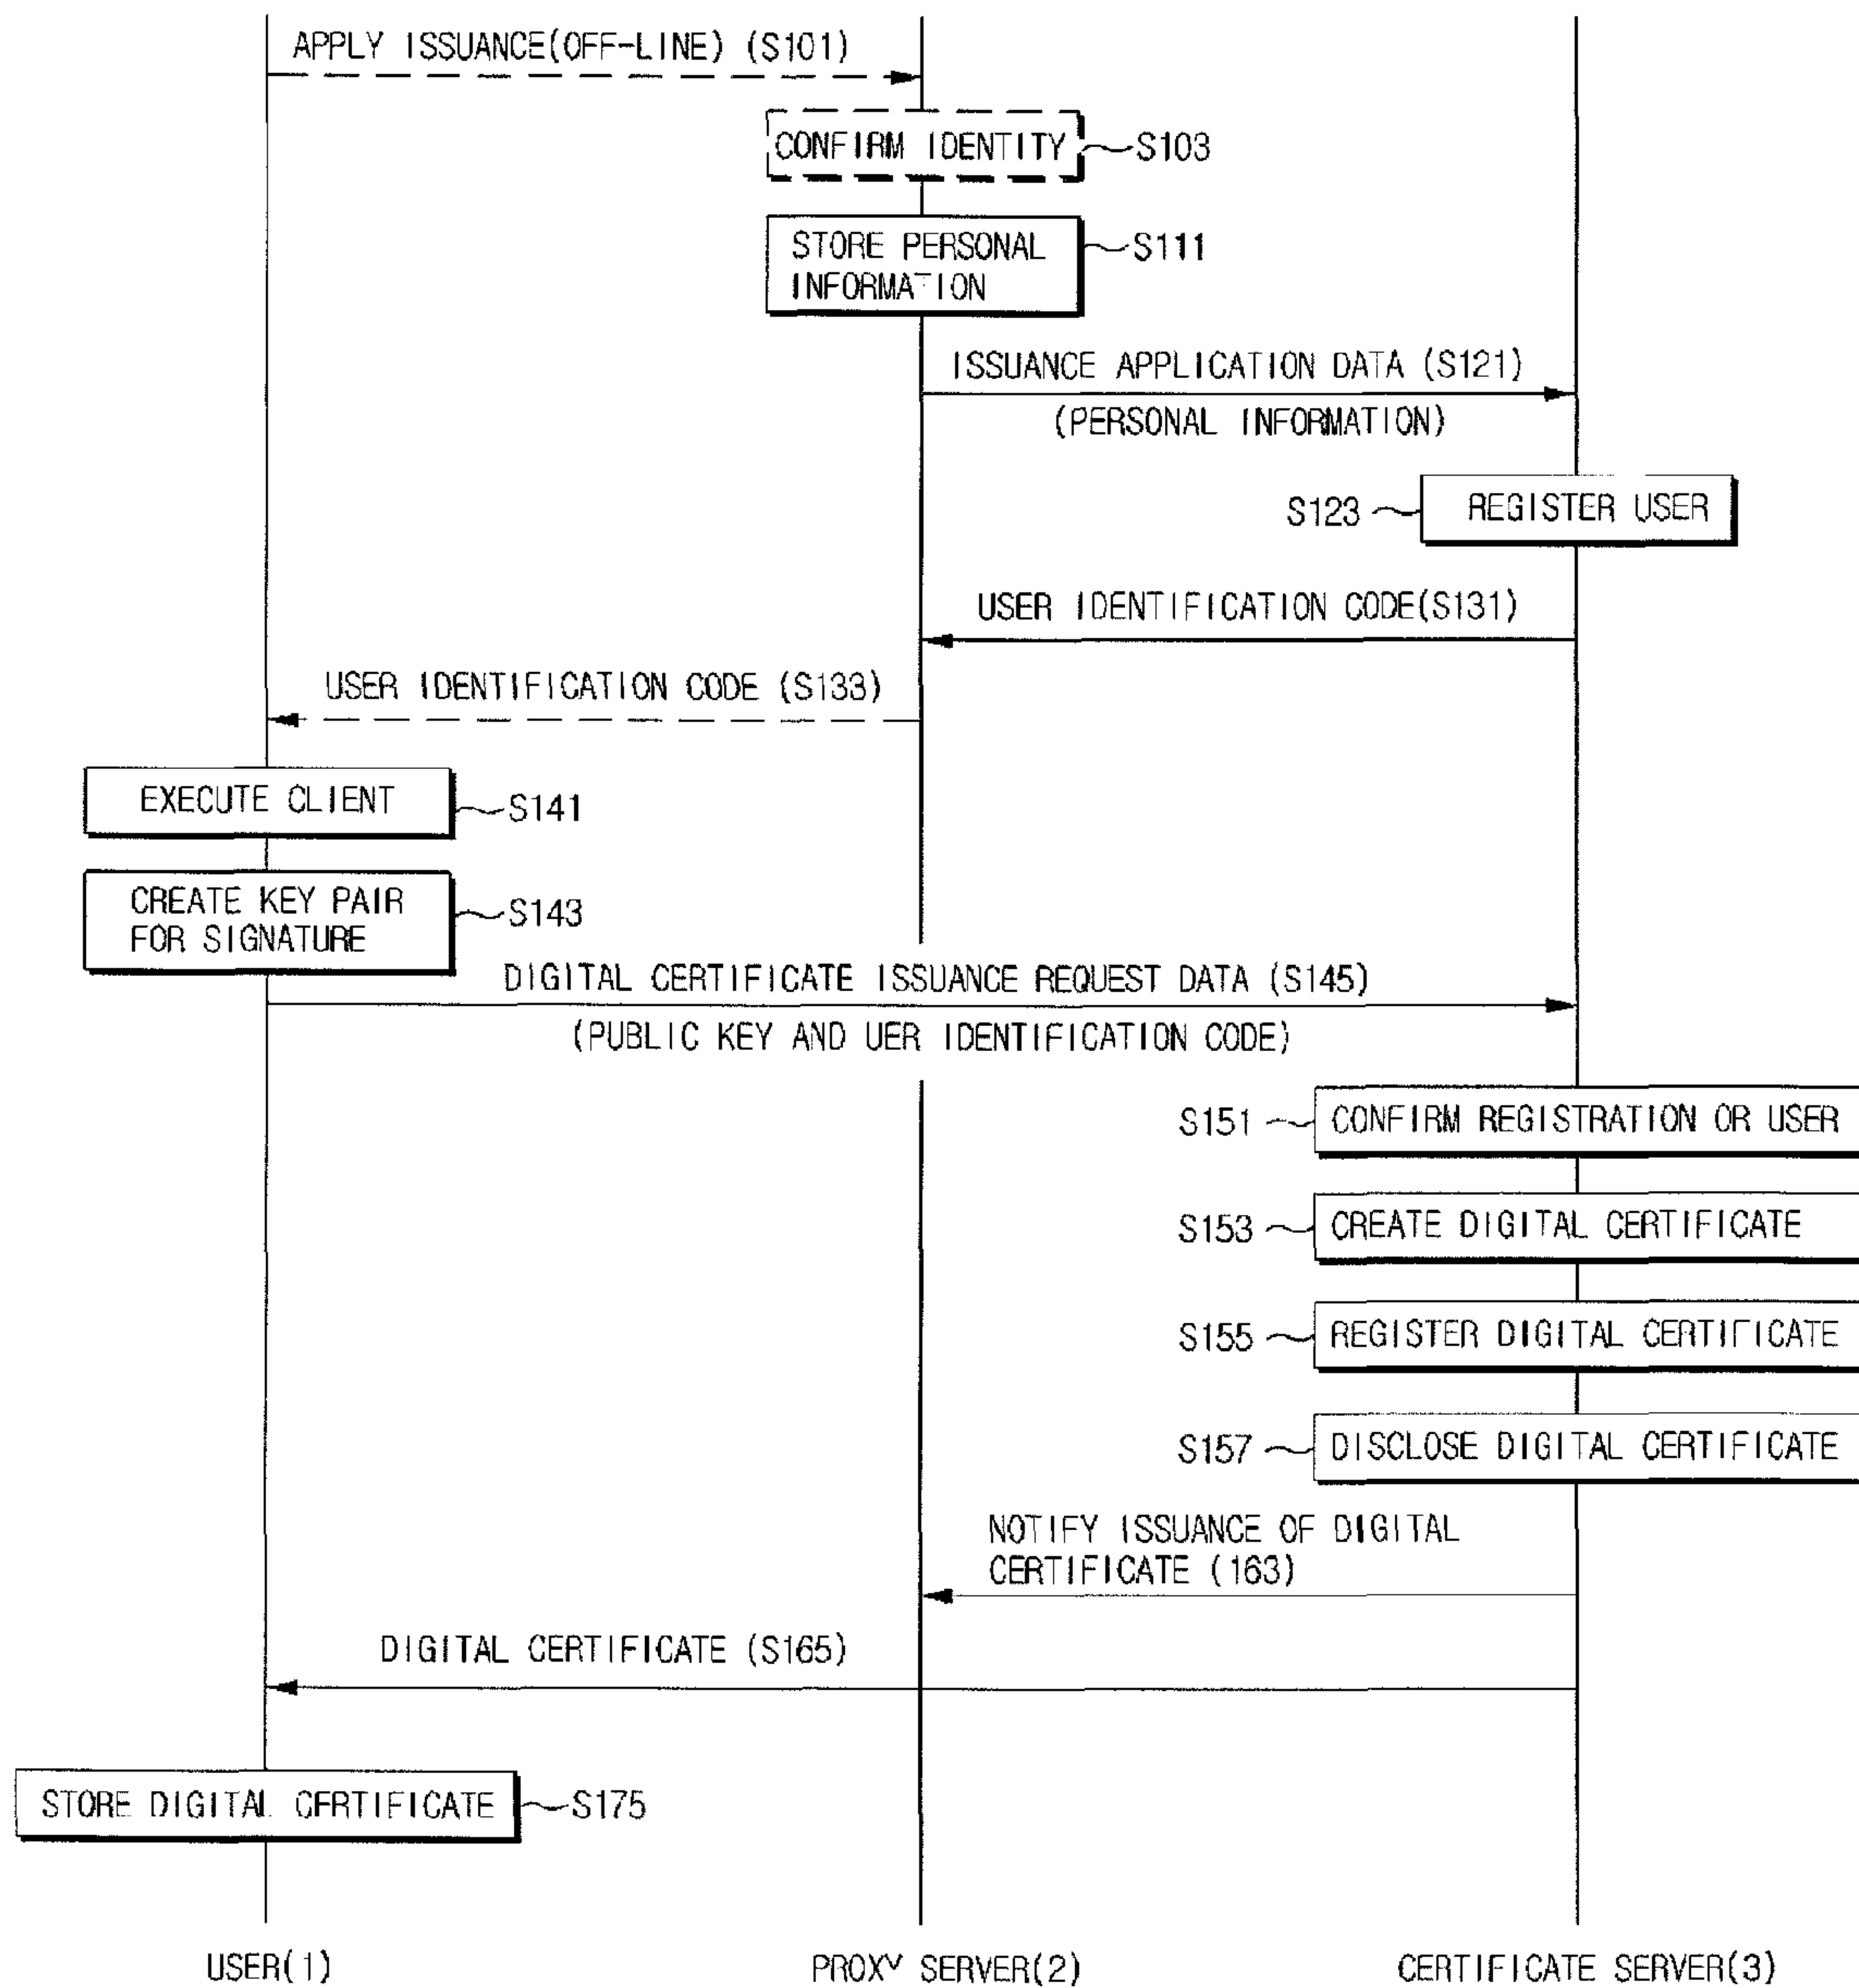 APPLY ISSUANCE(OFF-LINE) (S101)
CONFIRM IDENTITY
S103
STORE PERSONAL
INFORMATION
S111
ISSUANCE APPLICATION DATA (S121)
(PERSONAL INFORMATION)
S123
REGISTER USER
USER IDENTIFICATION CODE(S131)
USER IDENTIFICATION CODE (S133)
EXECUTE CLIENT
S141
CREATE KEY PAIR
FOR SIGNATURE
S143
DIGITAL CERTIFICATE ISSUANCE REQUEST DATA (S145)
(PUBLIC KEY AND UER IDENTIFICATION CODE)
S151
CONFIRM REGISTRATION OR USER
S153
CREATE DIGITAL CERTIFICATE
S155
REGISTER DIGITAL CERTIFICATE
S157
DISCLOSE DIGITAL CERTIFICATE
NOTIFY ISSUANCE OF DIGITAL
CERTIFICATE (163)
DIGITAL CERTIFICATE (S165)
STORE DIGITAL CERTIFICATE
S175
USER(1)
PROXY SERVER(2)
CERTIFICATE SERVER(3)